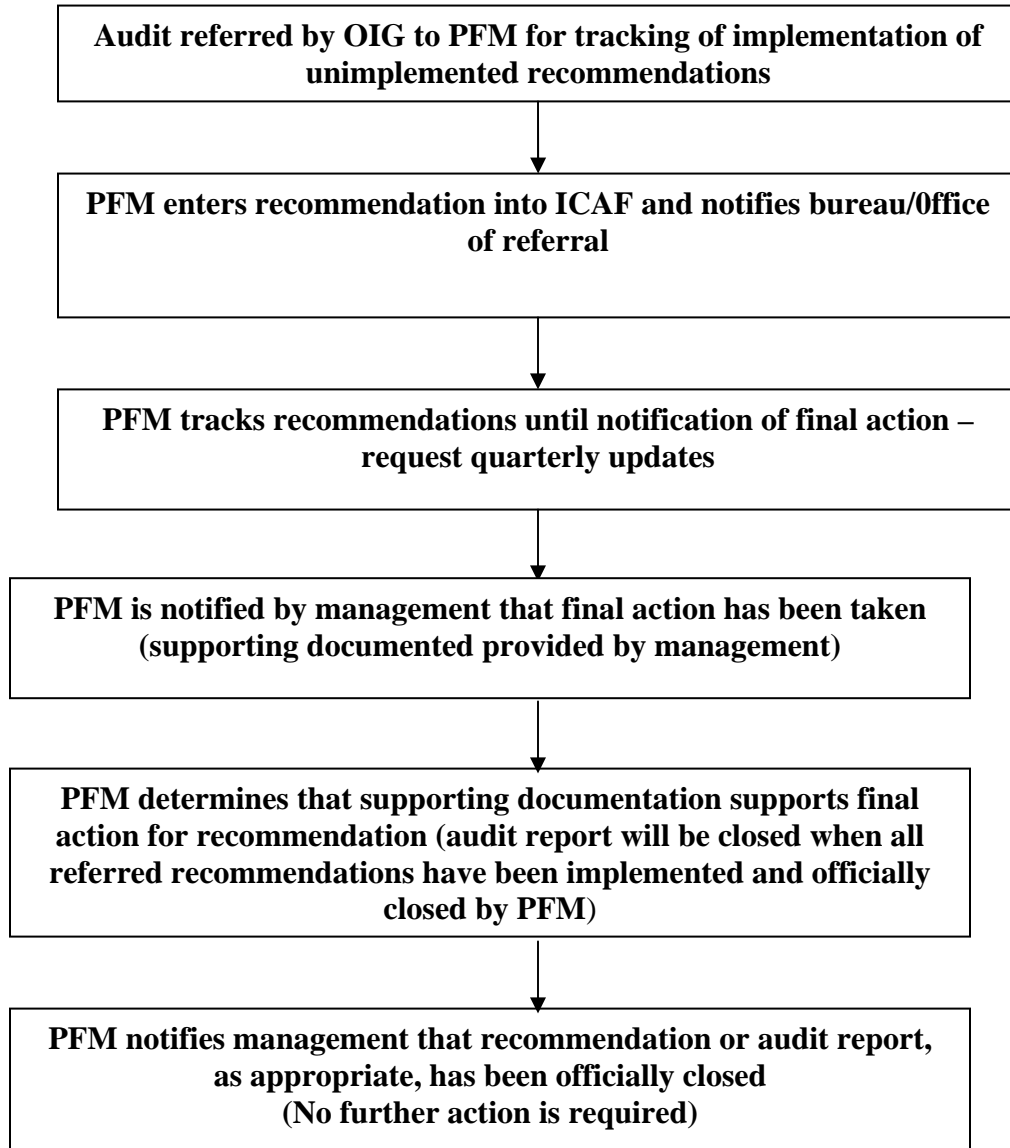 Audit referred by OIG to PFM for tracking of implementation of
unimplemented recommendations
PFM enters recommendation into ICAF and notifies bureau/0ffice
of referral
PFM tracks recommendations until notification of final action –
request quarterly updates
PFM is notified by management that final action has been taken
(supporting documented provided by management)
PFM determines that supporting documentation supports final
action for recommendation (audit report will be closed when all
referred recommendations have been implemented and officially
closed by PFM)
PFM notifies management that recommendation or audit report,
as appropriate, has been officially closed
(No further action is required)